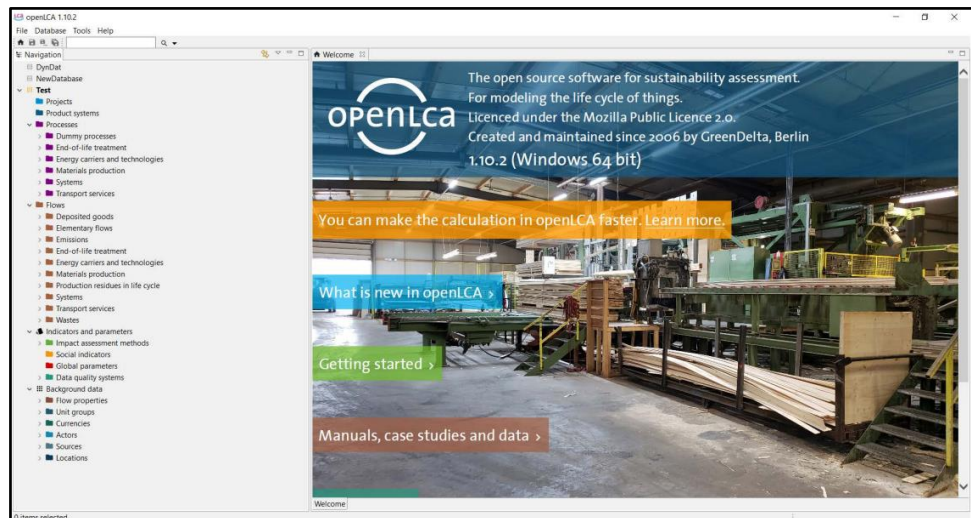 openLCA 1.10.2
File Database Tools Help
Navigation
DynDat
NewDatabase
Test
Projects
Product systems
Processes
Dummy processes
End-of-life treatment
Energy carriers and technologies
Materials production
Systems
Transport services
Flows
Deposited goods
Elementary flows
Emissions
End-of-life treatment
Energy carriers and technologies
Materials production
Production residues in life cycle
Systems
Transport services
Wastes
Indicators and parameters
Impact assessment methods
Social indicators
Global parameters
Data quality systems
Background data
Flow properties
Unit groups
Currencies
Actors
Sources
Locations
0 items selected
Welcome
openLCA
The open source software for sustainability assessment.
For modeling the life cycle of things.
Licenced under the Mozilla Public Licence 2.0.
Created and maintained since 2006 by GreenDelta, Berlin
1.10.2 (Windows 64 bit)
You can make the calculation in openLCA faster. Learn more.
What is new in openLCA ›
Getting started ›
Manuals, case studies and data ›
Welcome